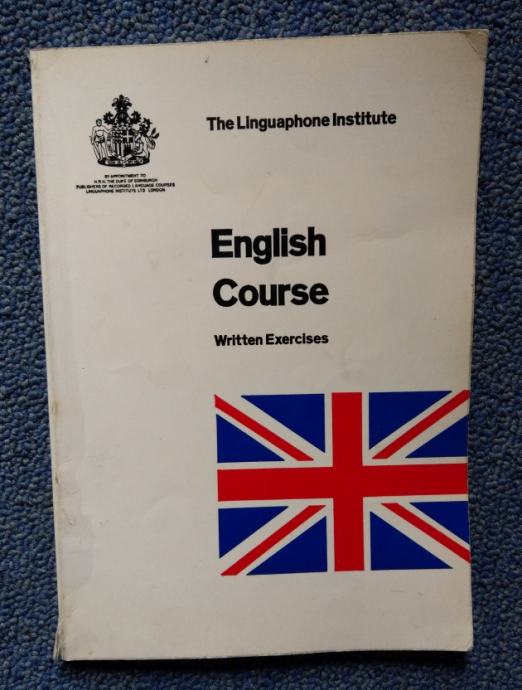 The Linguaphone Institute
BY APPOINTMENT TO
H.R.H. THE DUKE OF EDINBURGH
PUBLISHERS OF RECORDED LANGUAGE COURSES
LINGUAPHONE INSTITUTE LTD LONDON
English
Course
Written Exercises